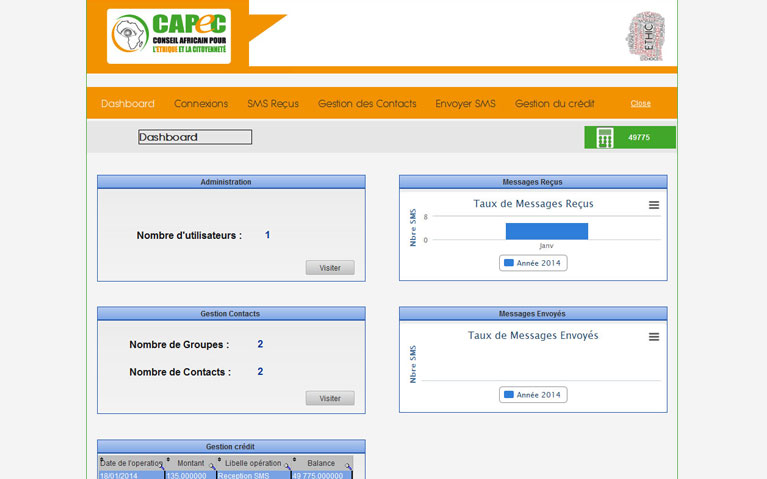 CAPeC
CONSEIL AFRICAIN POUR
L'ETHIQUE ET LA CITOYENNETÉ
ETHIC
Dashboard Connexions SMS Reçus Gestion des Contacts Envoyer SMS Gestion du crédit Close
Dashboard
49775
Administration
Nombre d'utilisateurs : 1
Visiter
Messages Reçus
Taux de Messages Reçus
Nbre SMS
8
0
Janv
Année 2014
Gestion Contacts
Nombre de Groupes : 2
Nombre de Contacts : 2
Visiter
Messages Envoyés
Taux de Messages Envoyés
Nbre SMS
Année 2014
Gestion crédit
Date de l'operation Montant Libelle opération Balance
18/01/2014 135.000000 Reception SMS 49 775.000000